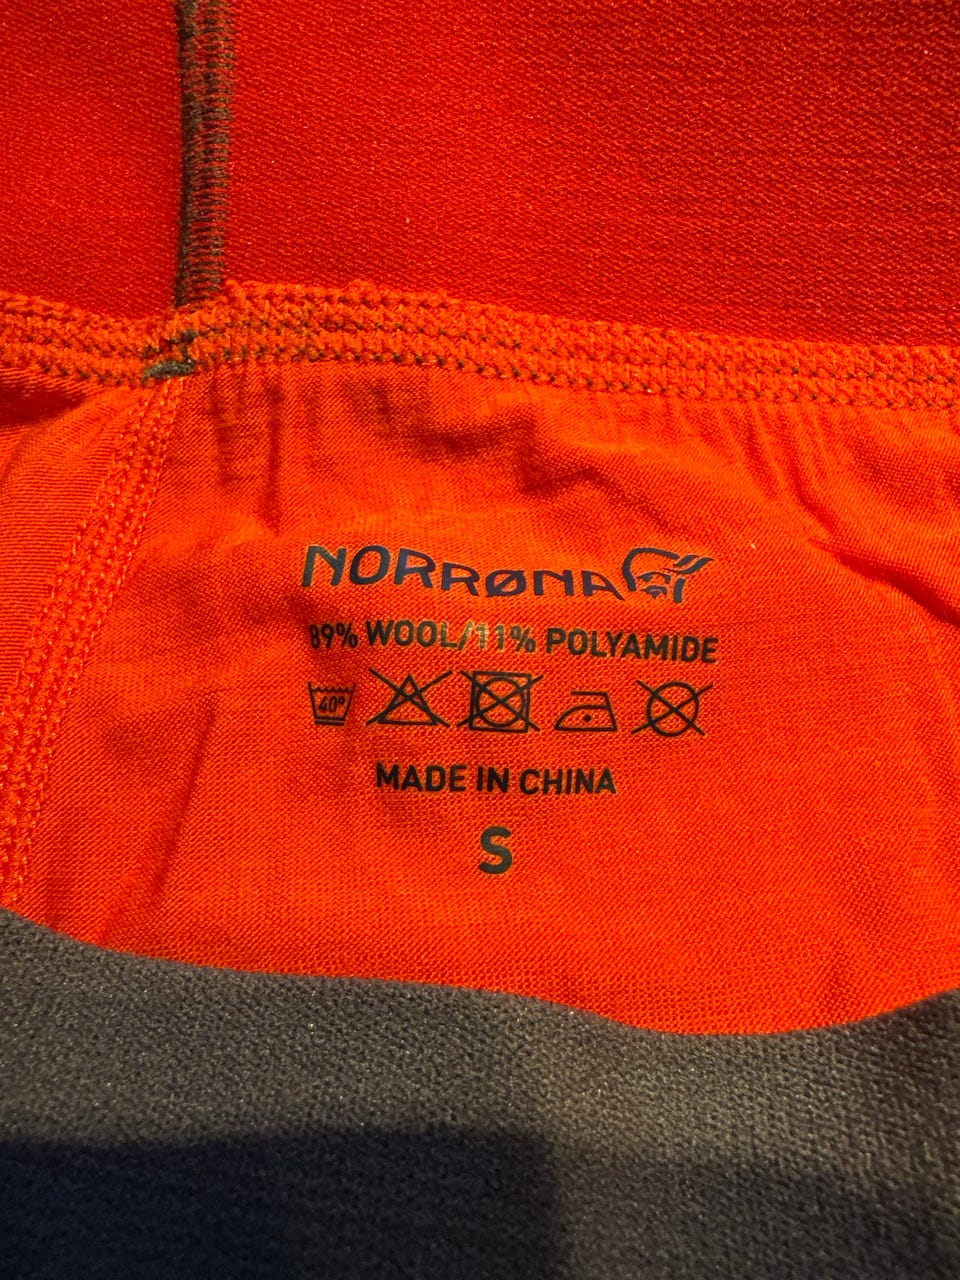 NORRØNA
89% WOOL/11% POLYAMIDE
40°
MADE IN CHINA
S